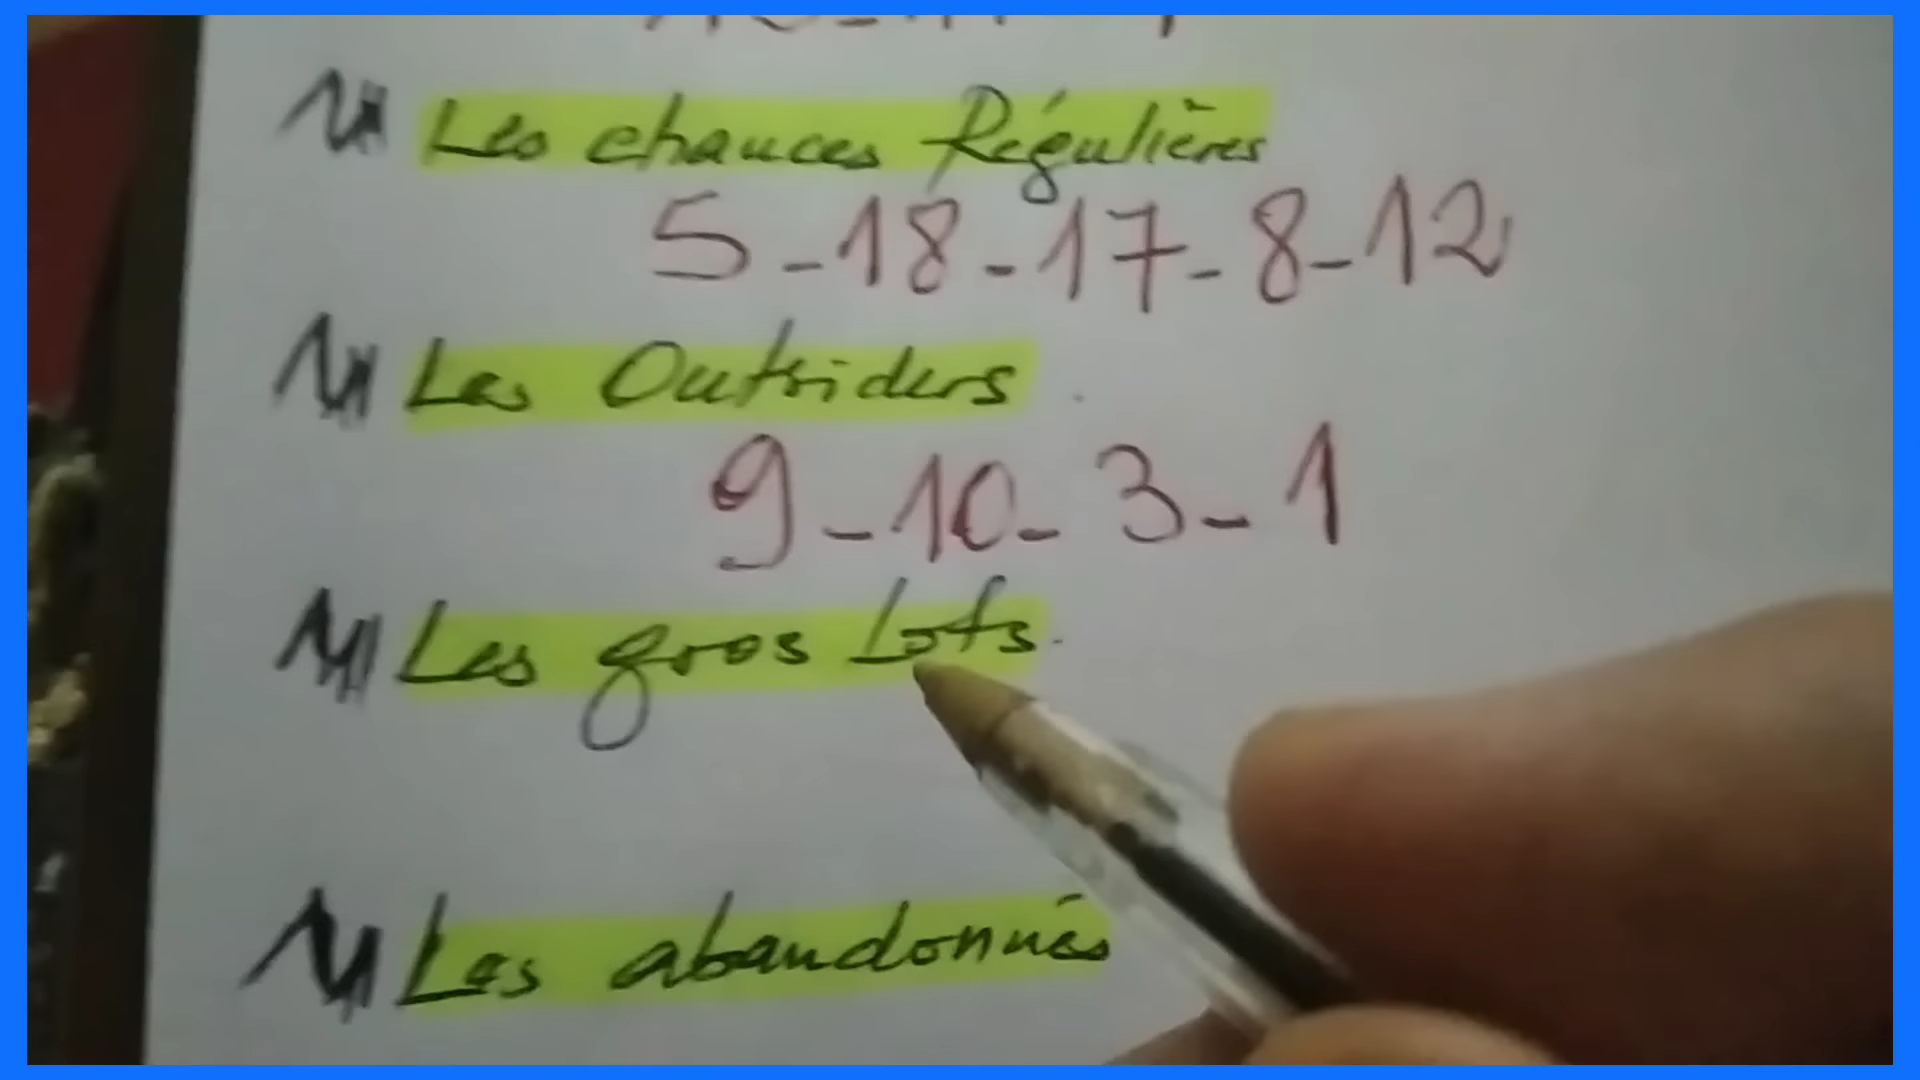 Les chances Régulières
5-18-17-8-12
Les Outsiders
9-10-3-1
Les gros Lots.
Les abandonnés